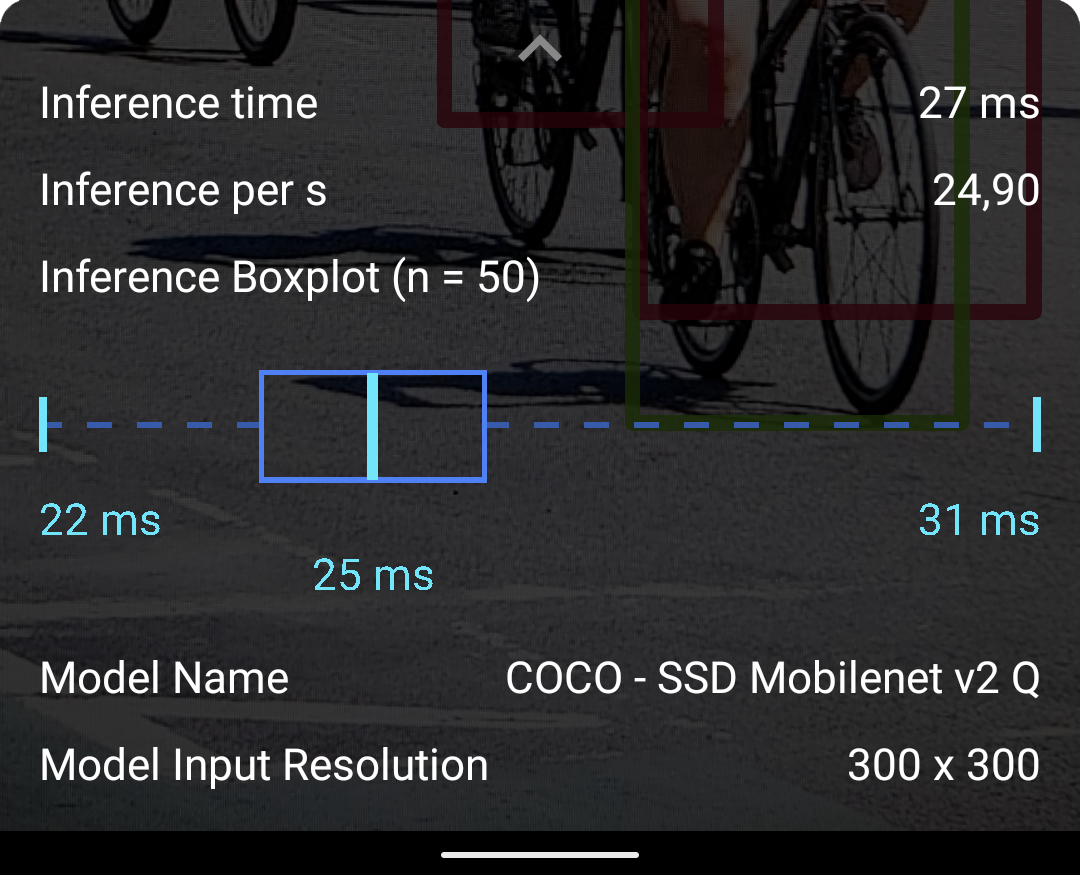 Inference time 27 ms
Inference per s 24,90
Inference Boxplot (n = 50)
22 ms 31 ms
25 ms
Model Name COCO - SSD Mobilenet v2 Q
Model Input Resolution 300 x 300